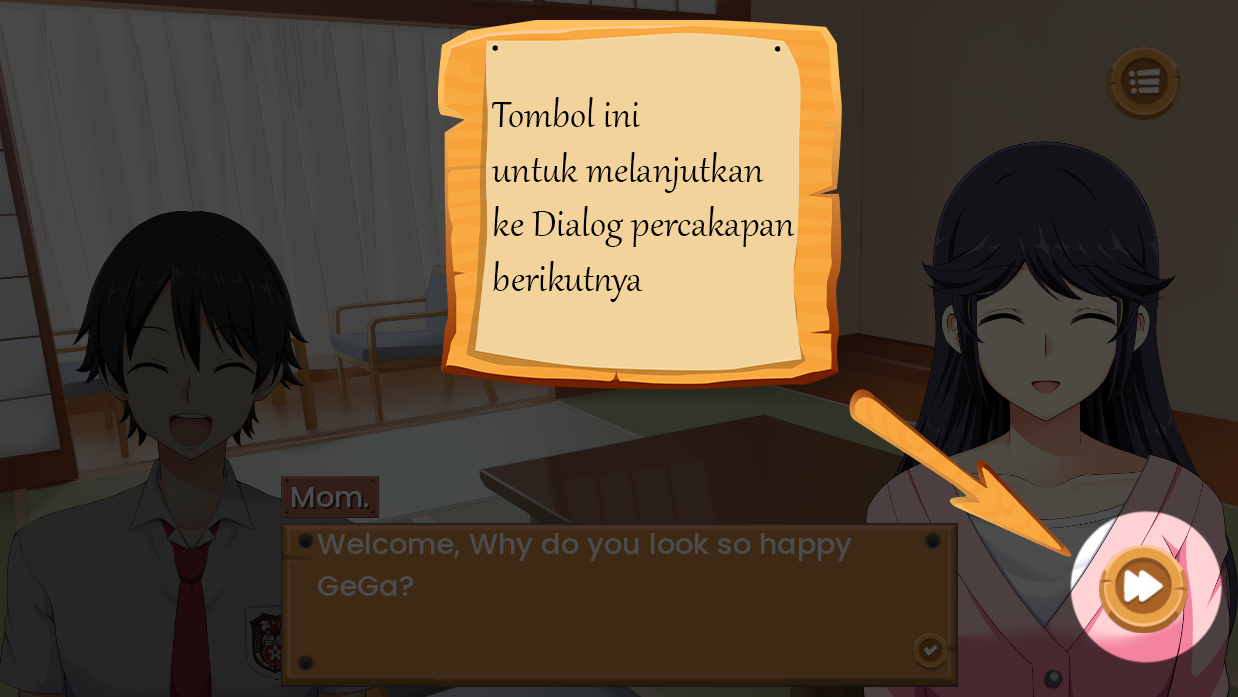 Tombol ini
untuk melanjutkan
ke Dialog percakapan
berikutnya
Mom.
Welcome, Why do you look so happy
GeGa?